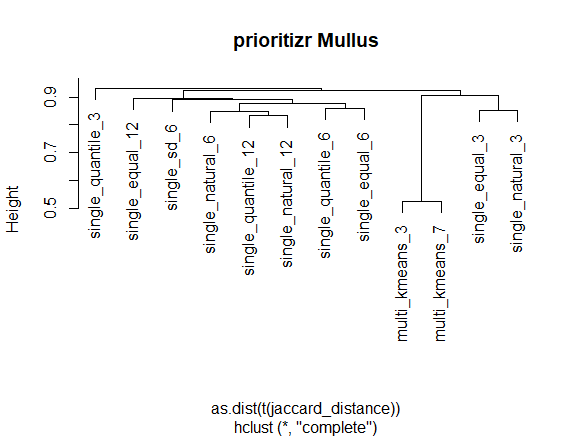 prioritizr Mullus
Height
0.5
0.7
0.9
single_quantile_3
single_equal_12
single_sd_6
single_natural_6
single_quantile_12
single_natural_12
single_quantile_6
single_equal_6
multi_kmeans_3
multi_kmeans_7
single_equal_3
single_natural_3
as.dist(t(jaccard_distance))
hclust (*, "complete")